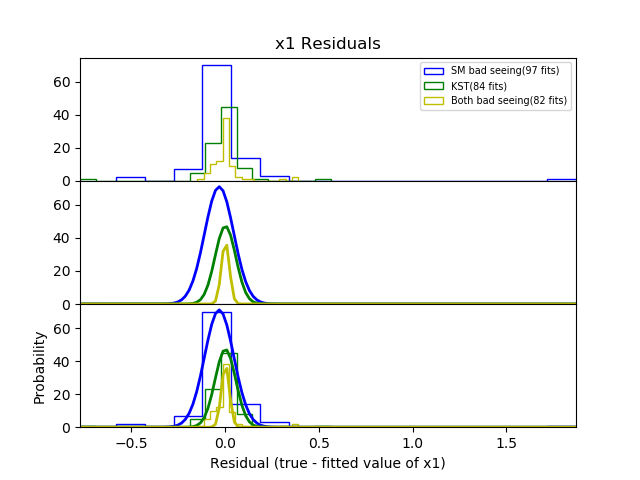 x1 Residuals
SM bad seeing(97 fits)
KST(84 fits)
Both bad seeing(82 fits)
60
40
20
0
60
40
20
0
60
40
20
0
Probability
−0.5 0.0 0.5 1.0 1.5
Residual (true - fitted value of x1)